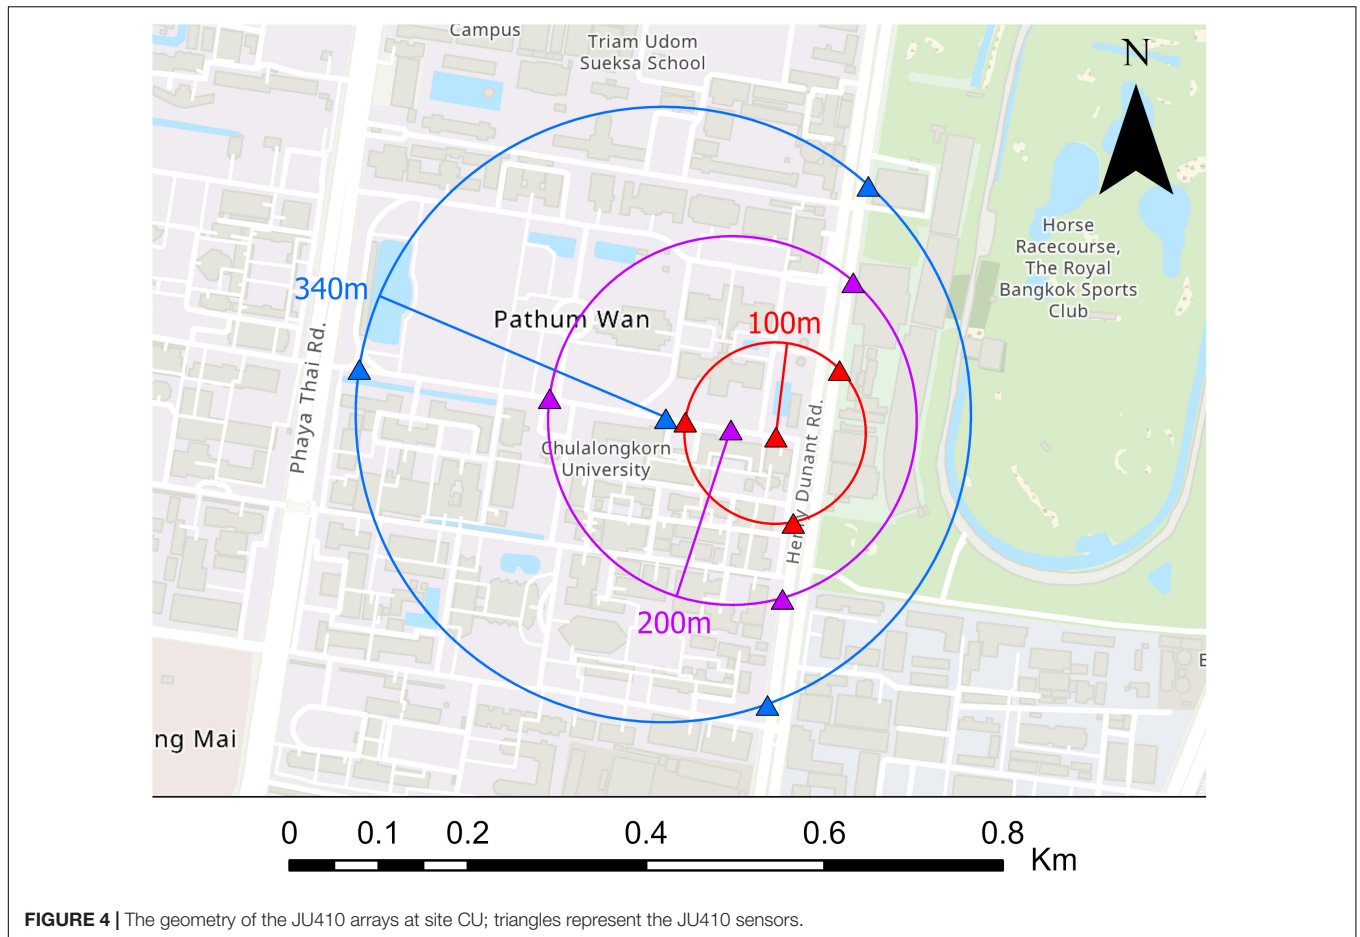 Campus
Triam Udom
Sueksa School
N
Horse
Racecourse,
The Royal
Bangkok Sports
Club
340m
Pathum Wan
100m
Phaya Thai Rd.
Chulalongkorn
University
Henry Dunant Rd.
200m
E
ng Mai
0 0.1 0.2 0.4 0.6 0.8
Km
FIGURE 4 | The geometry of the JU410 arrays at site CU; triangles represent the JU410 sensors.